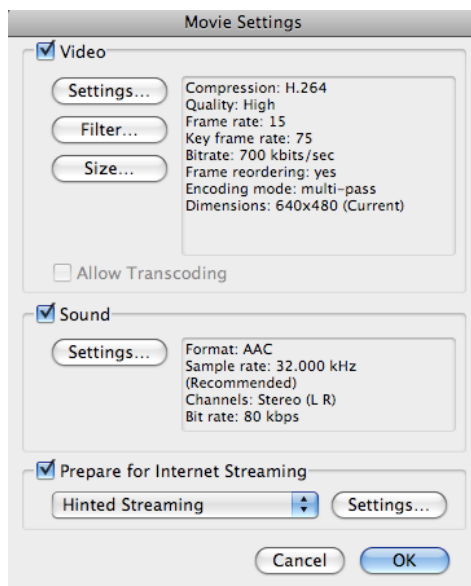 Movie Settings
Video
Settings...
Filter...
Size...
Compression: H.264
Quality: High
Frame rate: 15
Key frame rate: 75
Bitrate: 700 kbits/sec
Frame reordering: yes
Encoding mode: multi-pass
Dimensions: 640x480 (Current)
Allow Transcoding
Sound
Settings...
Format: AAC
Sample rate: 32.000 kHz
(Recommended)
Channels: Stereo (L R)
Bit rate: 80 kbps
Prepare for Internet Streaming
Hinted Streaming
Settings...
Cancel
OK